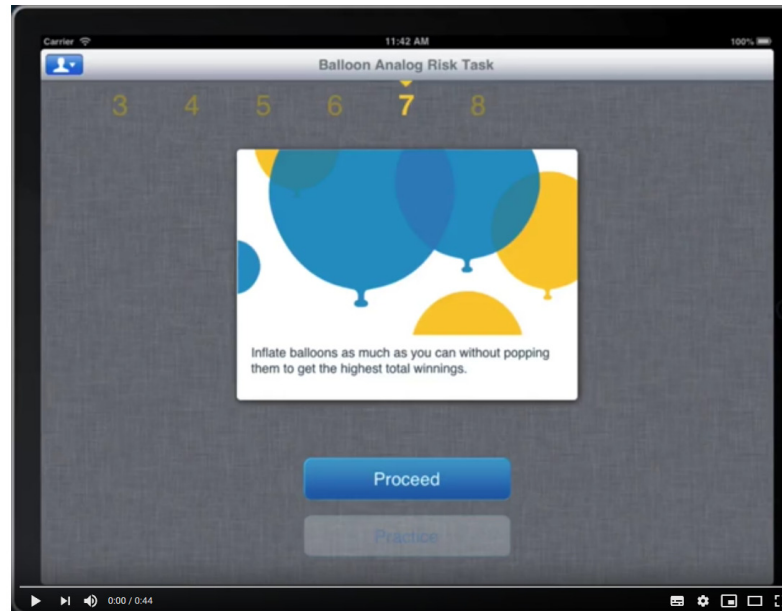 Carrier 11:42 AM 100%
Balloon Analog Risk Task
3 4 5 6 7 8
Inflate balloons as much as you can without popping
them to get the highest total winnings.
Proceed
Practice
0:00 / 0:44